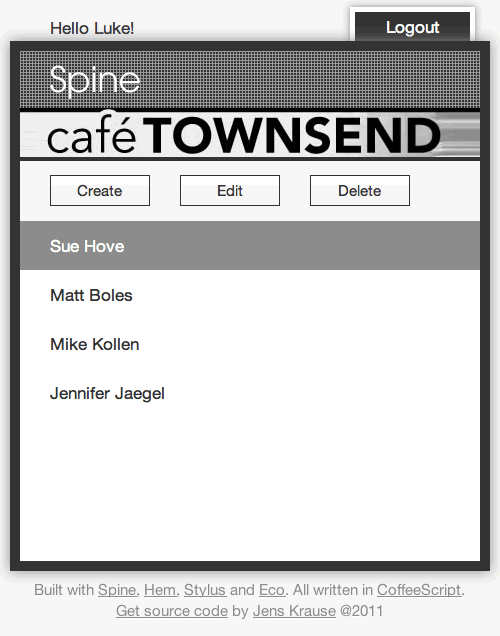 Hello Luke!
Logout
Spine
café TOWNSEND
Create
Edit
Delete
Sue Hove
Matt Boles
Mike Kollen
Jennifer Jaegel
Built with Spine, Hem, Stylus and Eco. All written in CoffeeScript.
Get source code by Jens Krause @2011